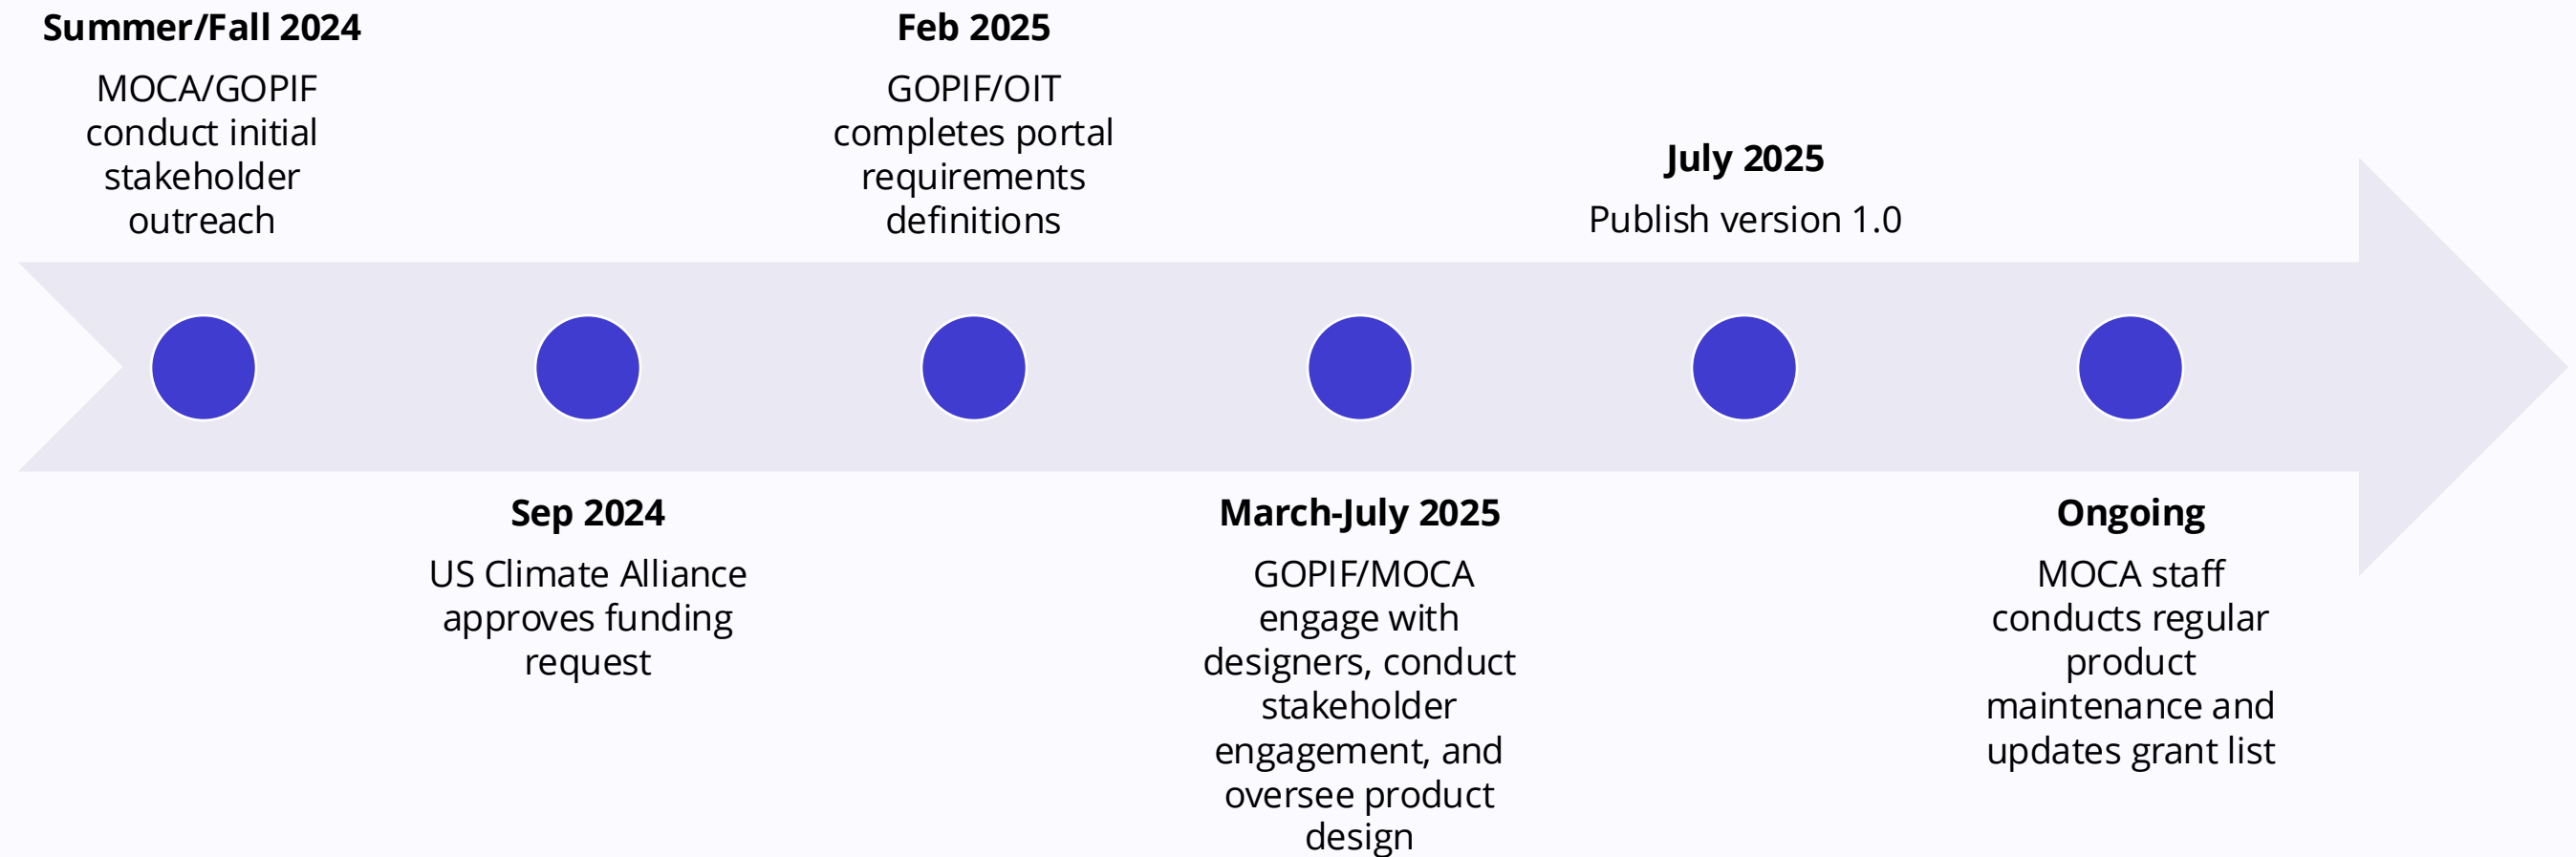 Summer/Fall 2024
MOCA/GOPIF
conduct initial
stakeholder
outreach
Sep 2024
US Climate Alliance
approves funding
request
Feb 2025
GOPIF/OIT
completes portal
requirements
definitions
March-July 2025
GOPIF/MOCA
engage with
designers, conduct
stakeholder
engagement, and
oversee product
design
July 2025
Publish version 1.0
Ongoing
MOCA staff
conducts regular
product
maintenance and
updates grant list